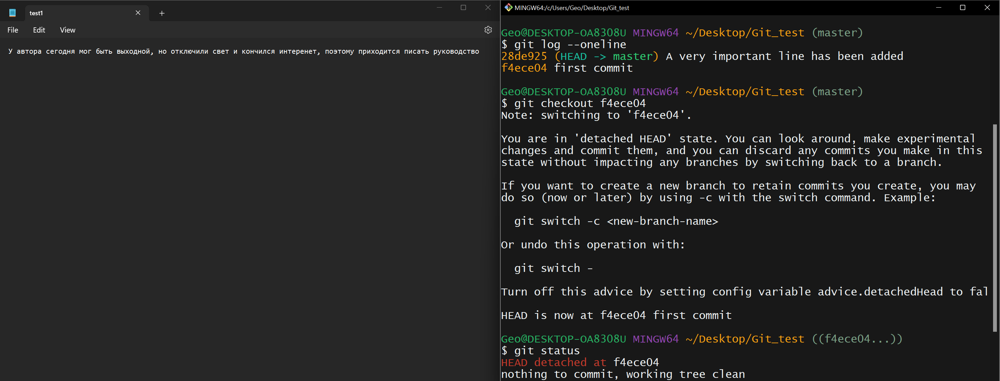 test1
File Edit View
У автора сегодня мог быть выходной, но отключили свет и кончился интеренет, поэтому приходится писать руководство
MINGW64:/c/Users/Geo/Desktop/Git_test
Geo@DESKTOP-OA8308U MINGW64 ~/Desktop/Git_test (master)
$ git log --oneline
28de925 (HEAD -> master) A very important line has been added
f4ece04 first commit
Geo@DESKTOP-OA8308U MINGW64 ~/Desktop/Git_test (master)
$ git checkout f4ece04
Note: switching to 'f4ece04'.
You are in 'detached HEAD' state. You can look around, make experimental
changes and commit them, and you can discard any commits you make in this
state without impacting any branches by switching back to a branch.
If you want to create a new branch to retain commits you create, you may
do so (now or later) by using -c with the switch command. Example:
git switch -c <new-branch-name>
Or undo this operation with:
git switch -
Turn off this advice by setting config variable advice.detachedHead to fal
HEAD is now at f4ece04 first commit
Geo@DESKTOP-OA8308U MINGW64 ~/Desktop/Git_test ((f4ece04...))
$ git status
HEAD detached at f4ece04
nothing to commit, working tree clean